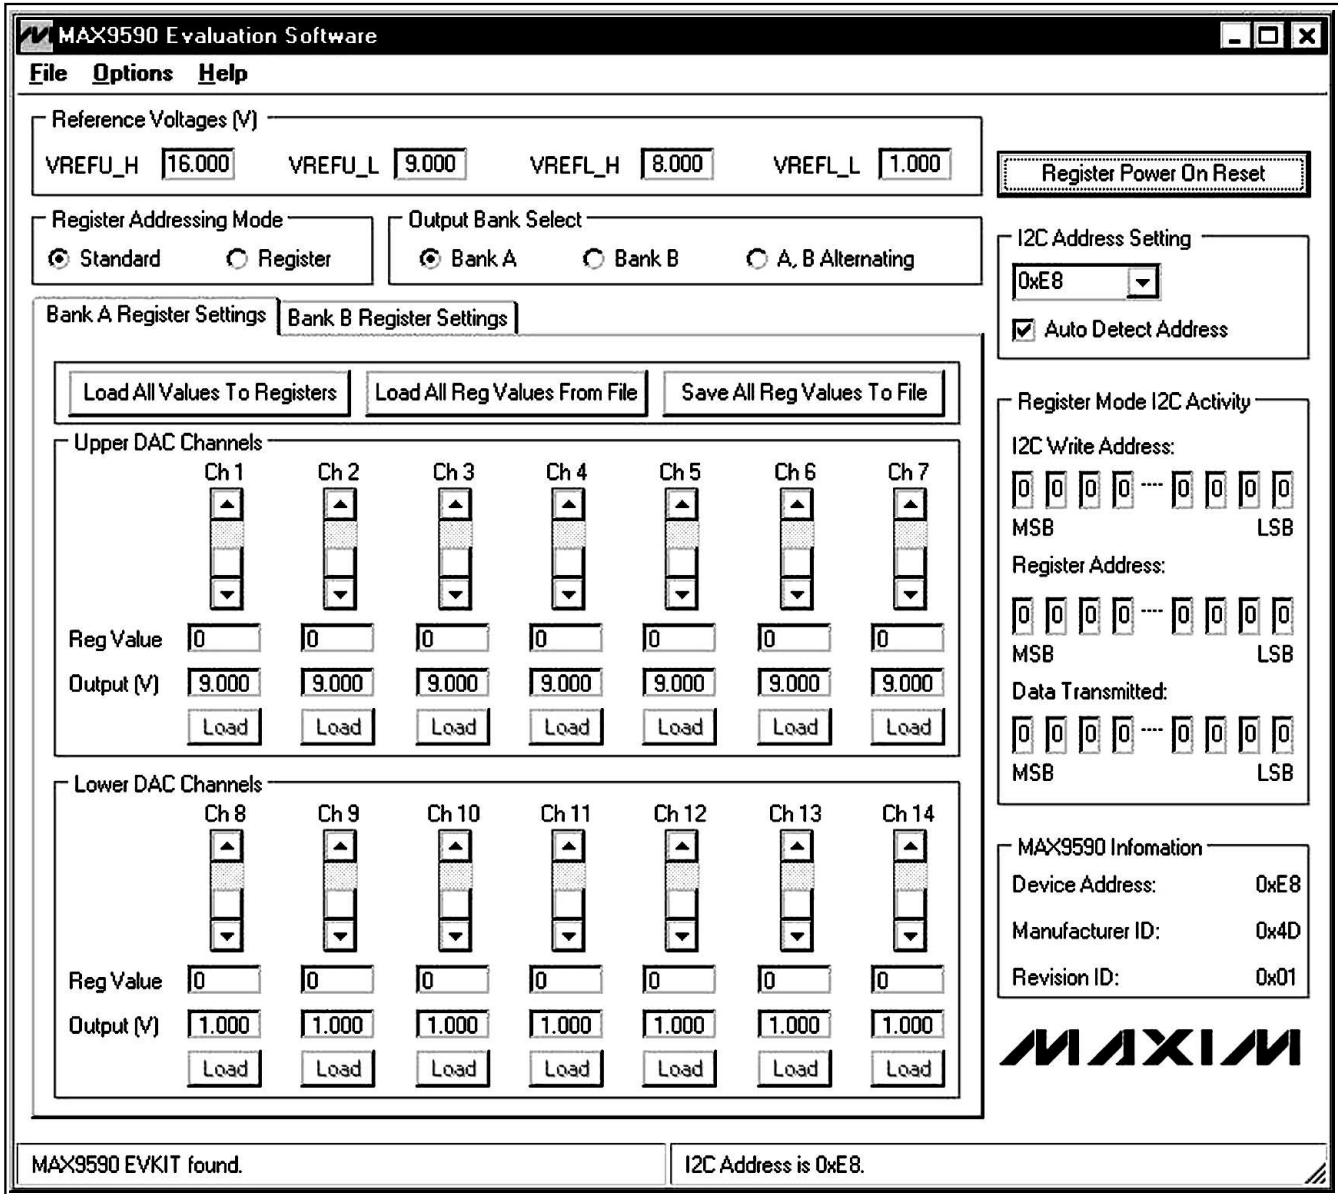 MAX9590 Evaluation Software
File Options Help
Reference Voltages (V)
VREFU_H 16.000 VREFU_L 9.000 VREFL_H 8.000 VREFL_L 1.000
Register Power On Reset
Register Addressing Mode
Standard Register
Output Bank Select
Bank A Bank B A, B Alternating
I2C Address Setting
0xE8
Auto Detect Address
Bank A Register Settings Bank B Register Settings
Load All Values To Registers Load All Reg Values From File Save All Reg Values To File
Upper DAC Channels
Ch 1 Ch 2 Ch 3 Ch 4 Ch 5 Ch 6 Ch 7
Reg Value 0 0 0 0 0 0 0
Output (V) 9.000 9.000 9.000 9.000 9.000 9.000 9.000
Load Load Load Load Load Load Load
Lower DAC Channels
Ch 8 Ch 9 Ch 10 Ch 11 Ch 12 Ch 13 Ch 14
Reg Value 0 0 0 0 0 0 0
Output (V) 1.000 1.000 1.000 1.000 1.000 1.000 1.000
Load Load Load Load Load Load Load
Register Mode I2C Activity
I2C Write Address:
0 0 0 0 ---- 0 0 0 0
MSB LSB
Register Address:
0 0 0 0 ---- 0 0 0 0
MSB LSB
Data Transmitted:
0 0 0 0 ---- 0 0 0 0
MSB LSB
MAX9590 Infomation
Device Address: 0xE8
Manufacturer ID: 0x4D
Revision ID: 0x01
MAXIM
MAX9590 EVKIT found. I2C Address is 0xE8.